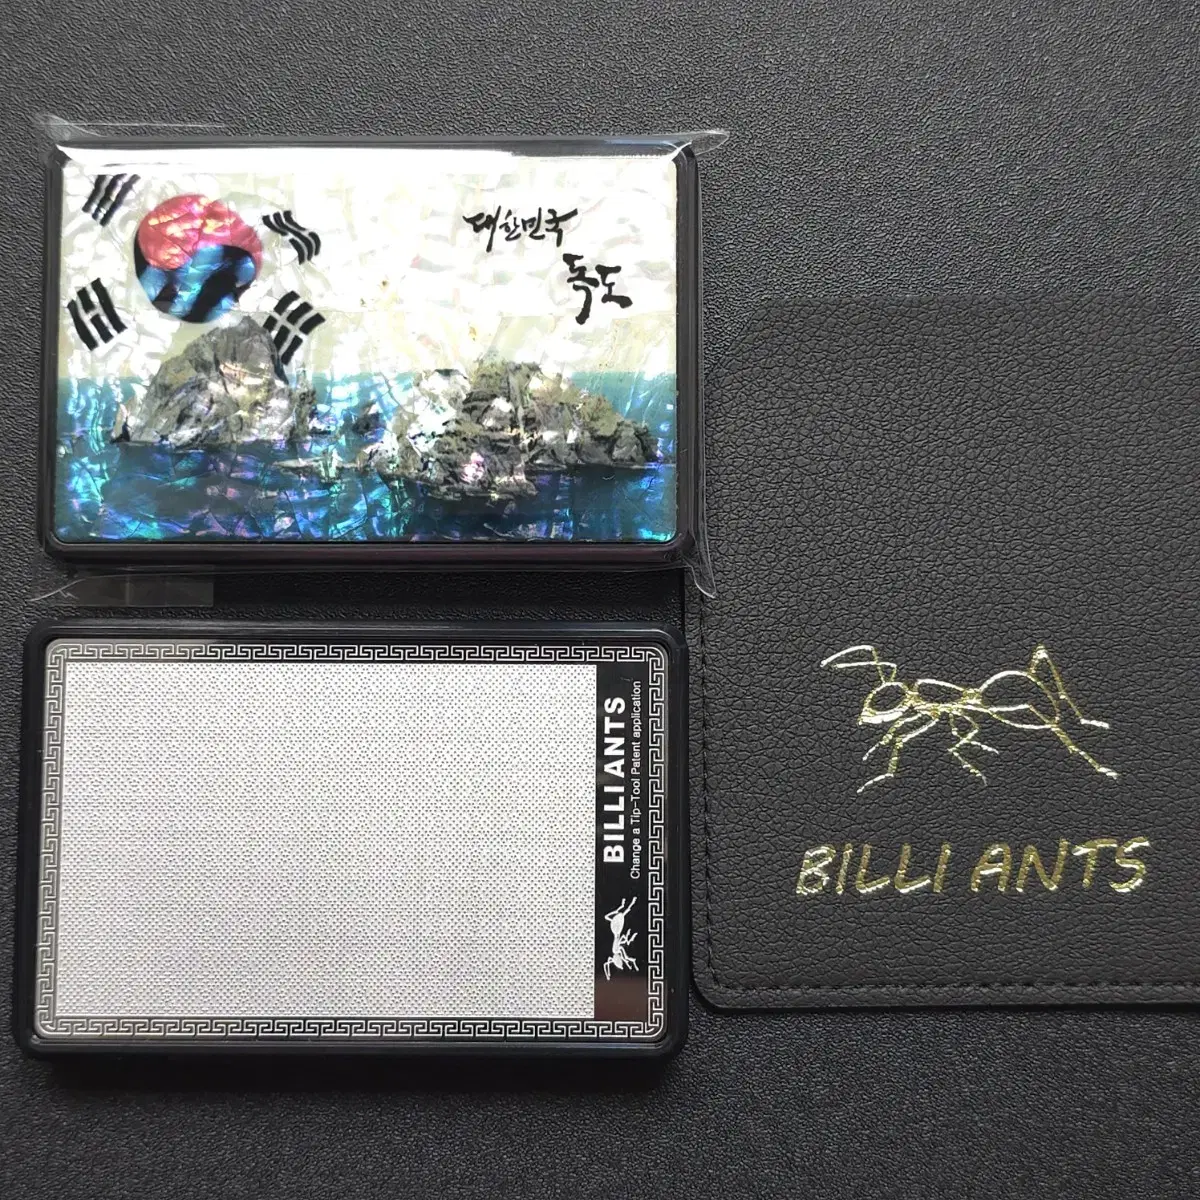 대한민국
독도
BILLI ANTS
Change a Tip-Tool Patent application
BILLI ANTS